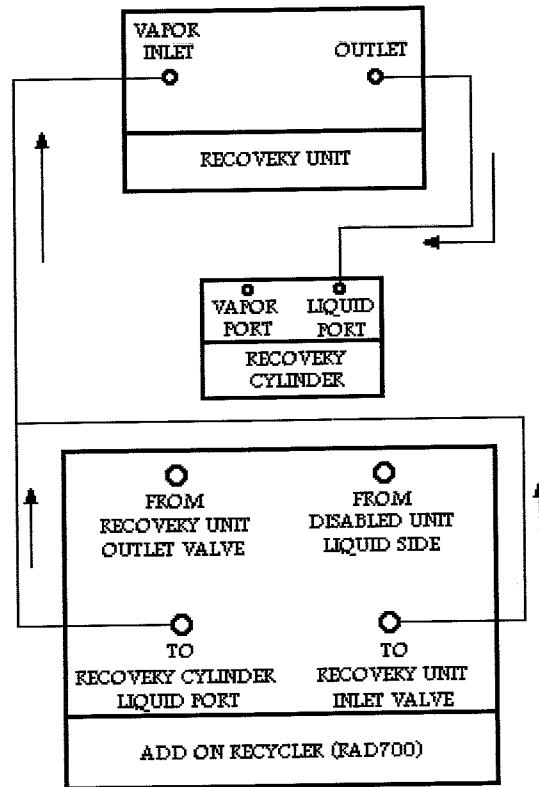 VAPOR
INLET
OUTLET
RECOVERY UNIT
VAPOR
PORT
LIQUID
PORT
RECOVERY
CYLINDER
FROM
RECOVERY UNIT
OUTLET VALVE
FROM
DISABLED UNIT
LIQUID SIDE
TO
RECOVERY CYLINDER
LIQUID PORT
TO
RECOVERY UNIT
INLET VALVE
ADD ON RECYCLER (RAD700)